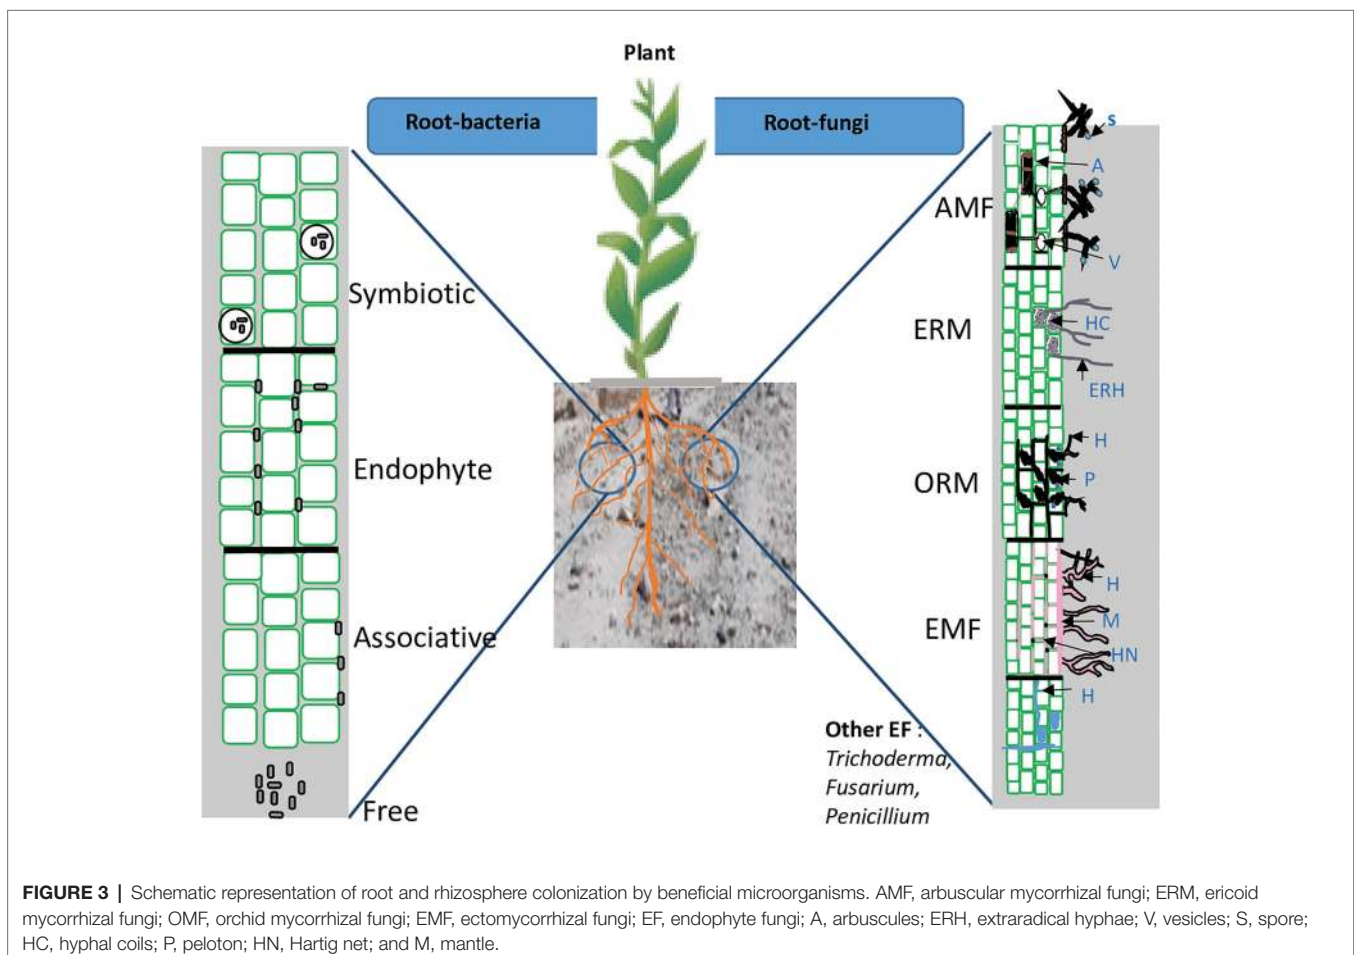 Plant
Root-bacteria
Root-fungi
Symbiotic
Endophyte
Associative
Free
AMF
S
A
V
ERM
HC
ERH
ORM
H
P
EMF
H
M
HN
H
Other EF :
Trichoderma,
Fusarium,
Penicillium
FIGURE 3 | Schematic representation of root and rhizosphere colonization by beneficial microorganisms. AMF, arbuscular mycorrhizal fungi; ERM, ericoid
mycorrhizal fungi; OMF, orchid mycorrhizal fungi; EMF, ectomycorrhizal fungi; EF, endophyte fungi; A, arbuscules; ERH, extraradical hyphae; V, vesicles; S, spore;
HC, hyphal coils; P, peloton; HN, Hartig net; and M, mantle.